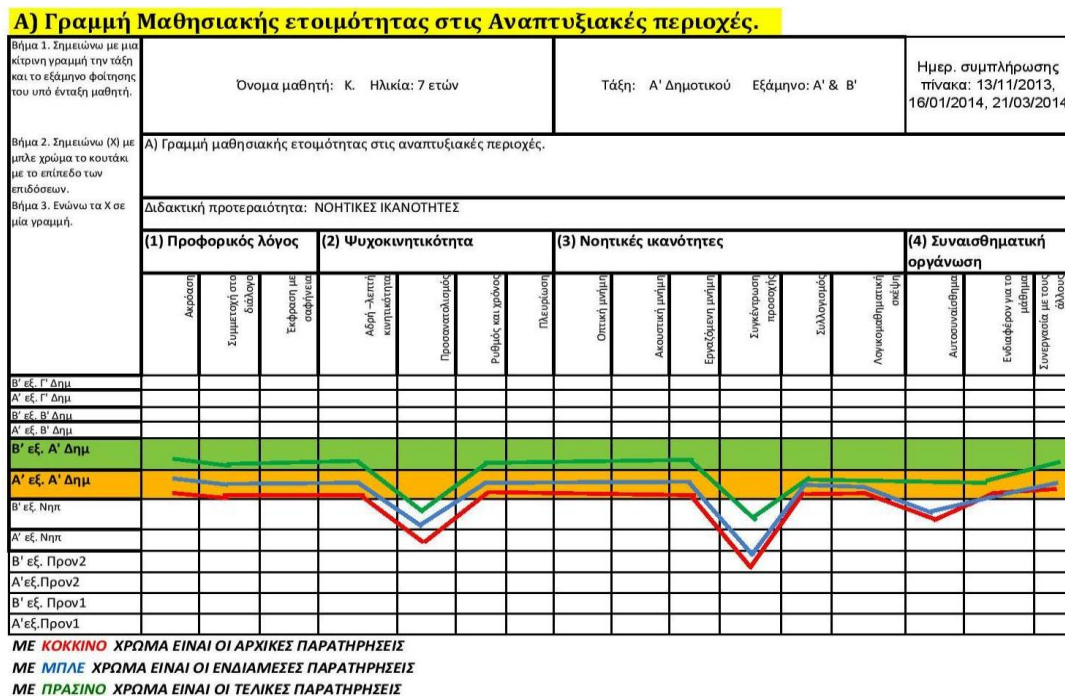 Α) Γραμμή Μαθησιακής ετοιμότητας στις Αναπτυξιακές περιοχές.
Βήμα 1. Σημειώνω με μια
κίτρινη γραμμή την τάξη
και το εξάμηνο φοίτησης
του υπό ένταξη μαθητή.
Όνομα μαθητή: Κ. Ηλικία: 7 ετών
Τάξη: Α' Δημοτικού Εξάμηνο: Α' & Β'
Ημερ. συμπλήρωσης
πίνακα: 13/11/2013,
16/01/2014, 21/03/2014
Βήμα 2. Σημειώνω (Χ) με
μπλε χρώμα το κουτάκι
με το επίπεδο των
επιδόσεων.
Βήμα 3. Ενώνω τα Χ σε
μία γραμμή.
Α) Γραμμή μαθησιακής ετοιμότητας στις αναπτυξιακές περιοχές.
Διδακτική προτεραιότητα: ΝΟΗΤΙΚΕΣ ΙΚΑΝΟΤΗΤΕΣ
(1) Προφορικός λόγος
(2) Ψυχοκινητικότητα
(3) Νοητικές ικανότητες
(4) Συναισθηματική
οργάνωση
Ακρόαση
Συμμετοχή στο
διάλογο
Έκφραση με
σαφήνεια
Αδρή –λεπτή
κινητικότητα
Προσανατολισμός
Ρυθμός και χρόνος
Πλευρίωση
Οπτική μνήμη
Ακουστική μνήμη
Εργαζόμενη μνήμη
Συγκέντρωση
προσοχής
Συλλογισμός
Λογικομαθηματική
σκέψη
Αυτοσυναίσθημα
Ενδιαφέρον για το
μάθημα
Συνεργασία με τους
άλλους
Β' εξ. Γ' Δημ
Α' εξ. Γ' Δημ
Β' εξ. Β' Δημ
Α' εξ. Β' Δημ
Β' εξ. Α' Δημ
Α' εξ. Α' Δημ
Β' εξ. Νηπ
Α' εξ. Νηπ
Β' εξ. Προν2
Α'εξ.Προν2
Β' εξ. Προν1
Α'εξ.Προν1
ΜΕ ΚΟΚΚΙΝΟ ΧΡΩΜΑ ΕΙΝΑΙ ΟΙ ΑΡΧΙΚΕΣ ΠΑΡΑΤΗΡΗΣΕΙΣ
ΜΕ ΜΠΛΕ ΧΡΩΜΑ ΕΙΝΑΙ ΟΙ ΕΝΔΙΑΜΕΣΕΣ ΠΑΡΑΤΗΡΗΣΕΙΣ
ΜΕ ΠΡΑΣΙΝΟ ΧΡΩΜΑ ΕΙΝΑΙ ΟΙ ΤΕΛΙΚΕΣ ΠΑΡΑΤΗΡΗΣΕΙΣ